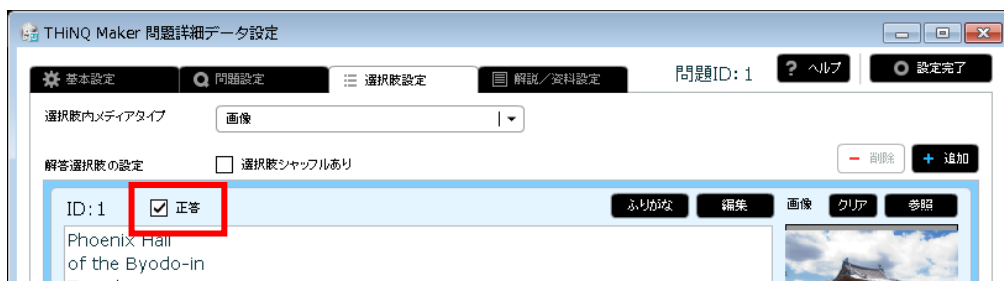 THiNQ Maker 問題詳細データ設定
基本設定 問題設定 選択肢設定 解説／資料設定 問題ID: 1 ? ヘルプ 設定完了
選択肢内メディアタイプ 画像
解答選択肢の設定 選択肢シャッフルあり − 削除 + 追加
ID:1 正答 ふりがな 編集 画像 クリア 参照
Phoenix Hall
of the Byodo-in